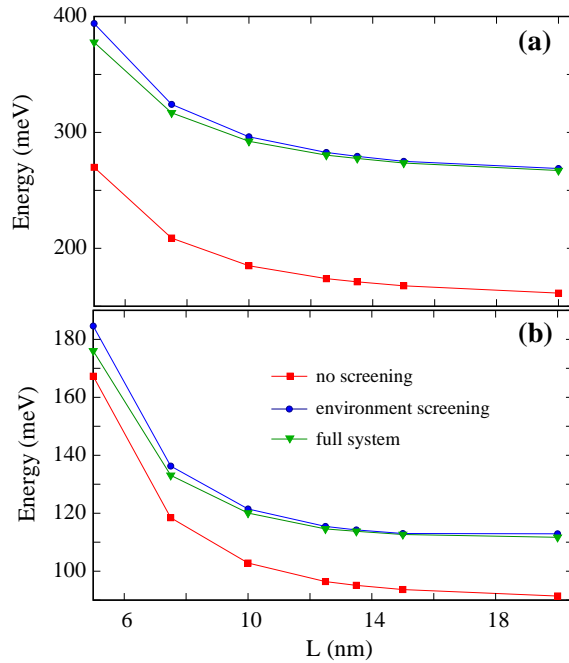 400
(a)
300
200
Energy (meV)
(b)
180
160
140
120
100
Energy (meV)
no screening
environment screening
full system
6
10
14
18
L (nm)